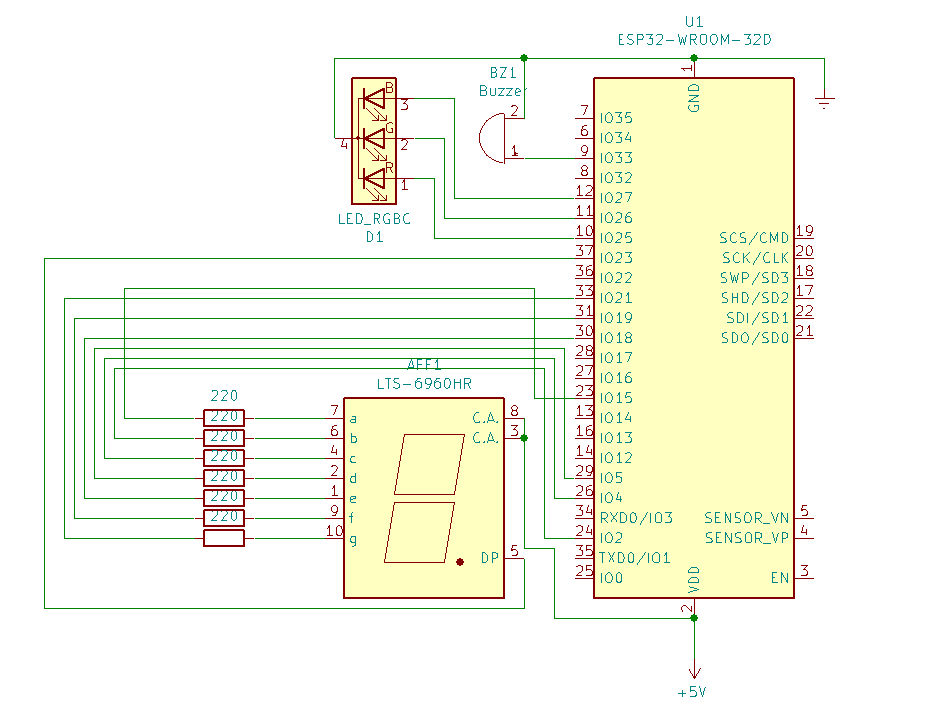 U1
ESP32-WROOM-32D
BZ1
Buzzer
1
GND
B
3
G
2
4
R
1
LED_RGBC
D1
2
1
7 IO35
6 IO34
9 IO33
8 IO32
12 IO27
11 IO26
10 IO25
37 IO23
36 IO22
33 IO21
31 IO19
30 IO18
28 IO17
27 IO16
23 IO15
13 IO14
16 IO13
14 IO12
29 IO5
26 IO4
34 RXD0/IO3
24 IO2
35 TXD0/IO1
25 IO0
SCS/CMD 19
SCK/CLK 20
SWP/SD3 18
SHD/SD2 17
SDI/SD1 22
SDO/SD0 21
SENSOR_VN 5
SENSOR_VP 4
EN 3
VDD
2
+5V
AFF1
LTS-6960HR
220
220
220
220
220
220
220
7 a
6 b
4 c
2 d
1 e
9 f
10 g
C.A. 8
C.A. 3
DP 5